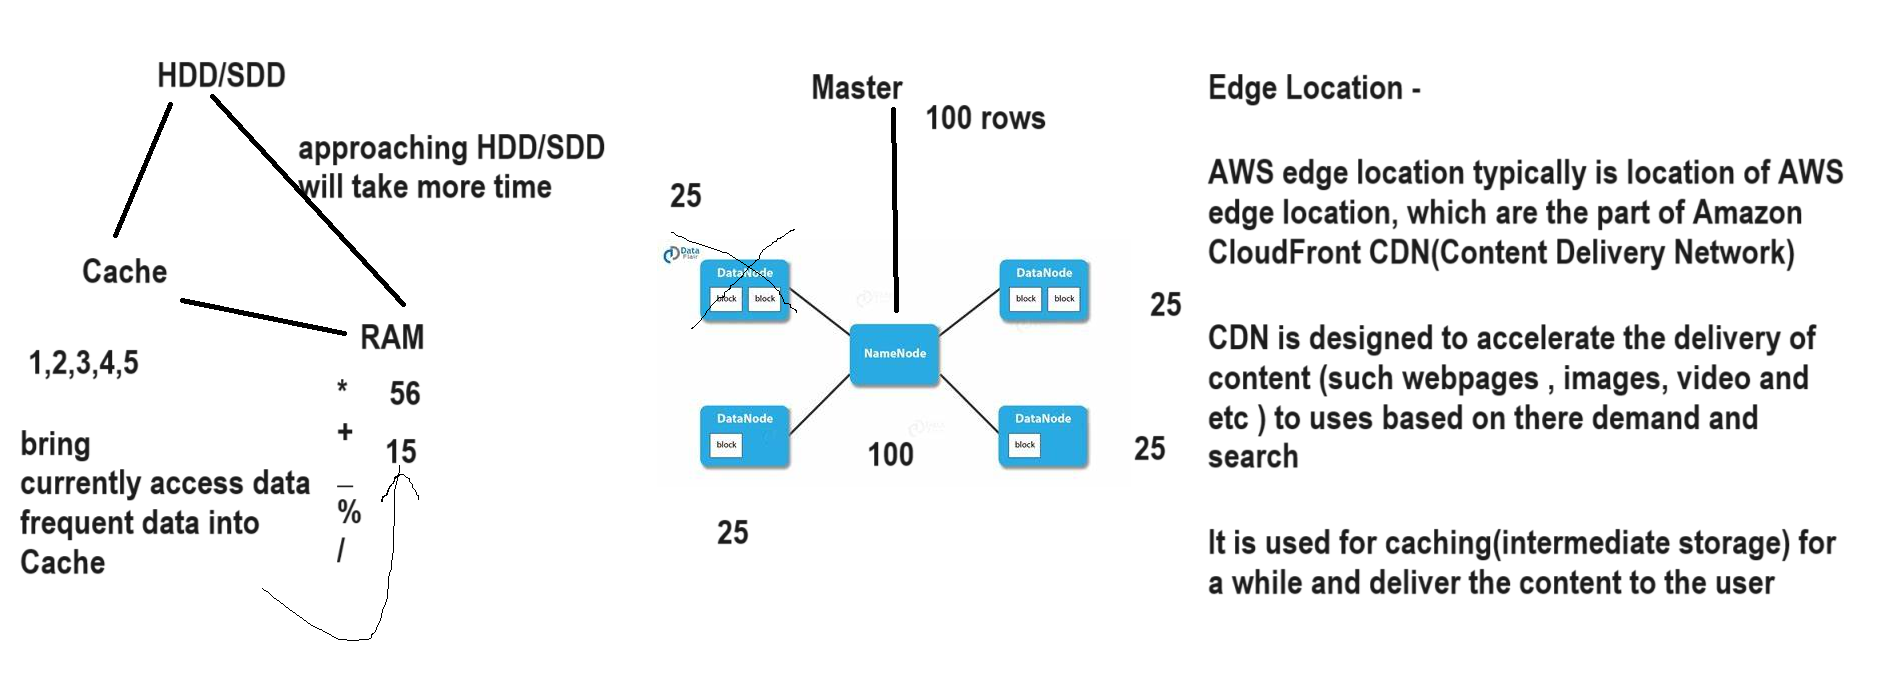 HDD/SDD
approaching HDD/SDD
will take more time
Cache
RAM
1,2,3,4,5
* 56
+
15
_
%
/
bring
currently access data
frequent data into
Cache
Master
100 rows
25
Data
Flair
DataNode
block block
DataNode
block block
25
NameNode
DataNode
block
DataNode
block
100
25
25
Edge Location -
AWS edge location typically is location of AWS
edge location, which are the part of Amazon
CloudFront CDN(Content Delivery Network)
CDN is designed to accelerate the delivery of
content (such webpages , images, video and
etc ) to uses based on there demand and
search
It is used for caching(intermediate storage) for
a while and deliver the content to the user